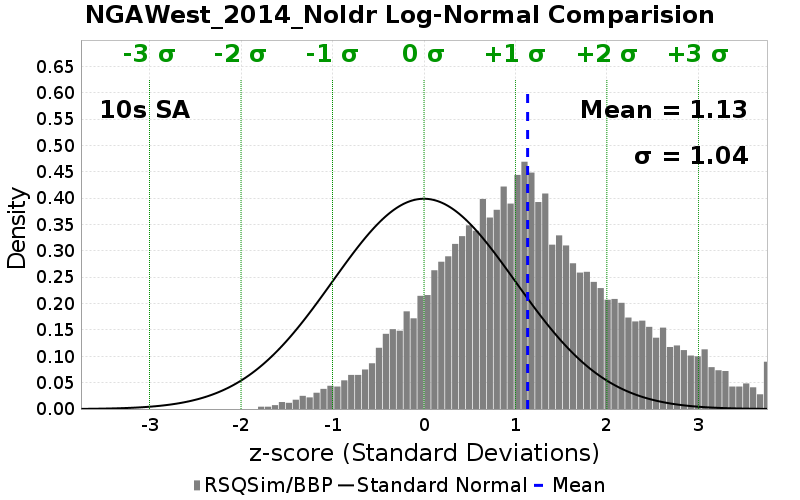 NGAWest_2014_NoIdr Log-Normal Comparision
-3 σ -2 σ -1 σ 0 σ +1 σ +2 σ +3 σ
10s SA
Mean = 1.13
σ = 1.04
Density
0.65
0.60
0.55
0.50
0.45
0.40
0.35
0.30
0.25
0.20
0.15
0.10
0.05
0.00
-3 -2 -1 0 1 2 3
z-score (Standard Deviations)
RSQSim/BBP Standard Normal Mean